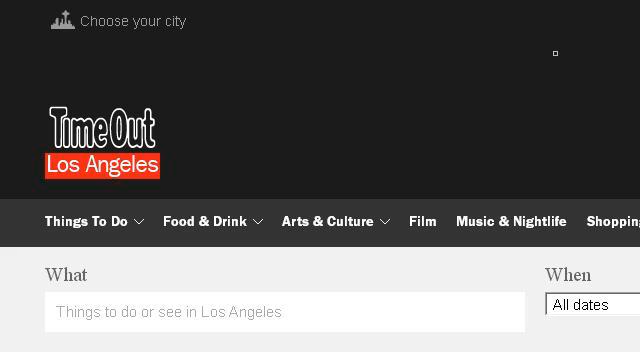 Choose your city
Time Out
Los Angeles
Things To Do Food & Drink Arts & Culture Film Music & Nightlife
What When
Things to do or see in Los Angeles All dates